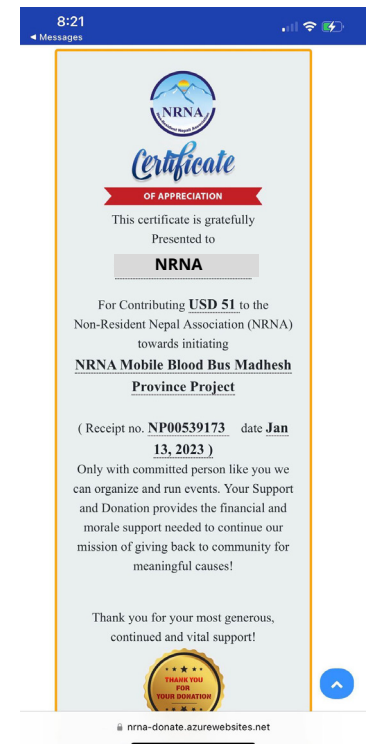 8:21
◀ Messages
NRNA
Certificate
OF APPRECIATION
This certificate is gratefully
Presented to
NRNA
For Contributing USD 51 to the
Non-Resident Nepal Association (NRNA)
towards initiating
NRNA Mobile Blood Bus Madhesh
Province Project
( Receipt no. NP00539173 date Jan
13, 2023 )
Only with committed person like you we
can organize and run events. Your Support
and Donation provides the financial and
morale support needed to continue our
mission of giving back to community for
meaningful causes!
Thank you for your most generous,
continued and vital support!
THANK YOU
FOR
YOUR DONATION
nrna-donate.azurewebsites.net